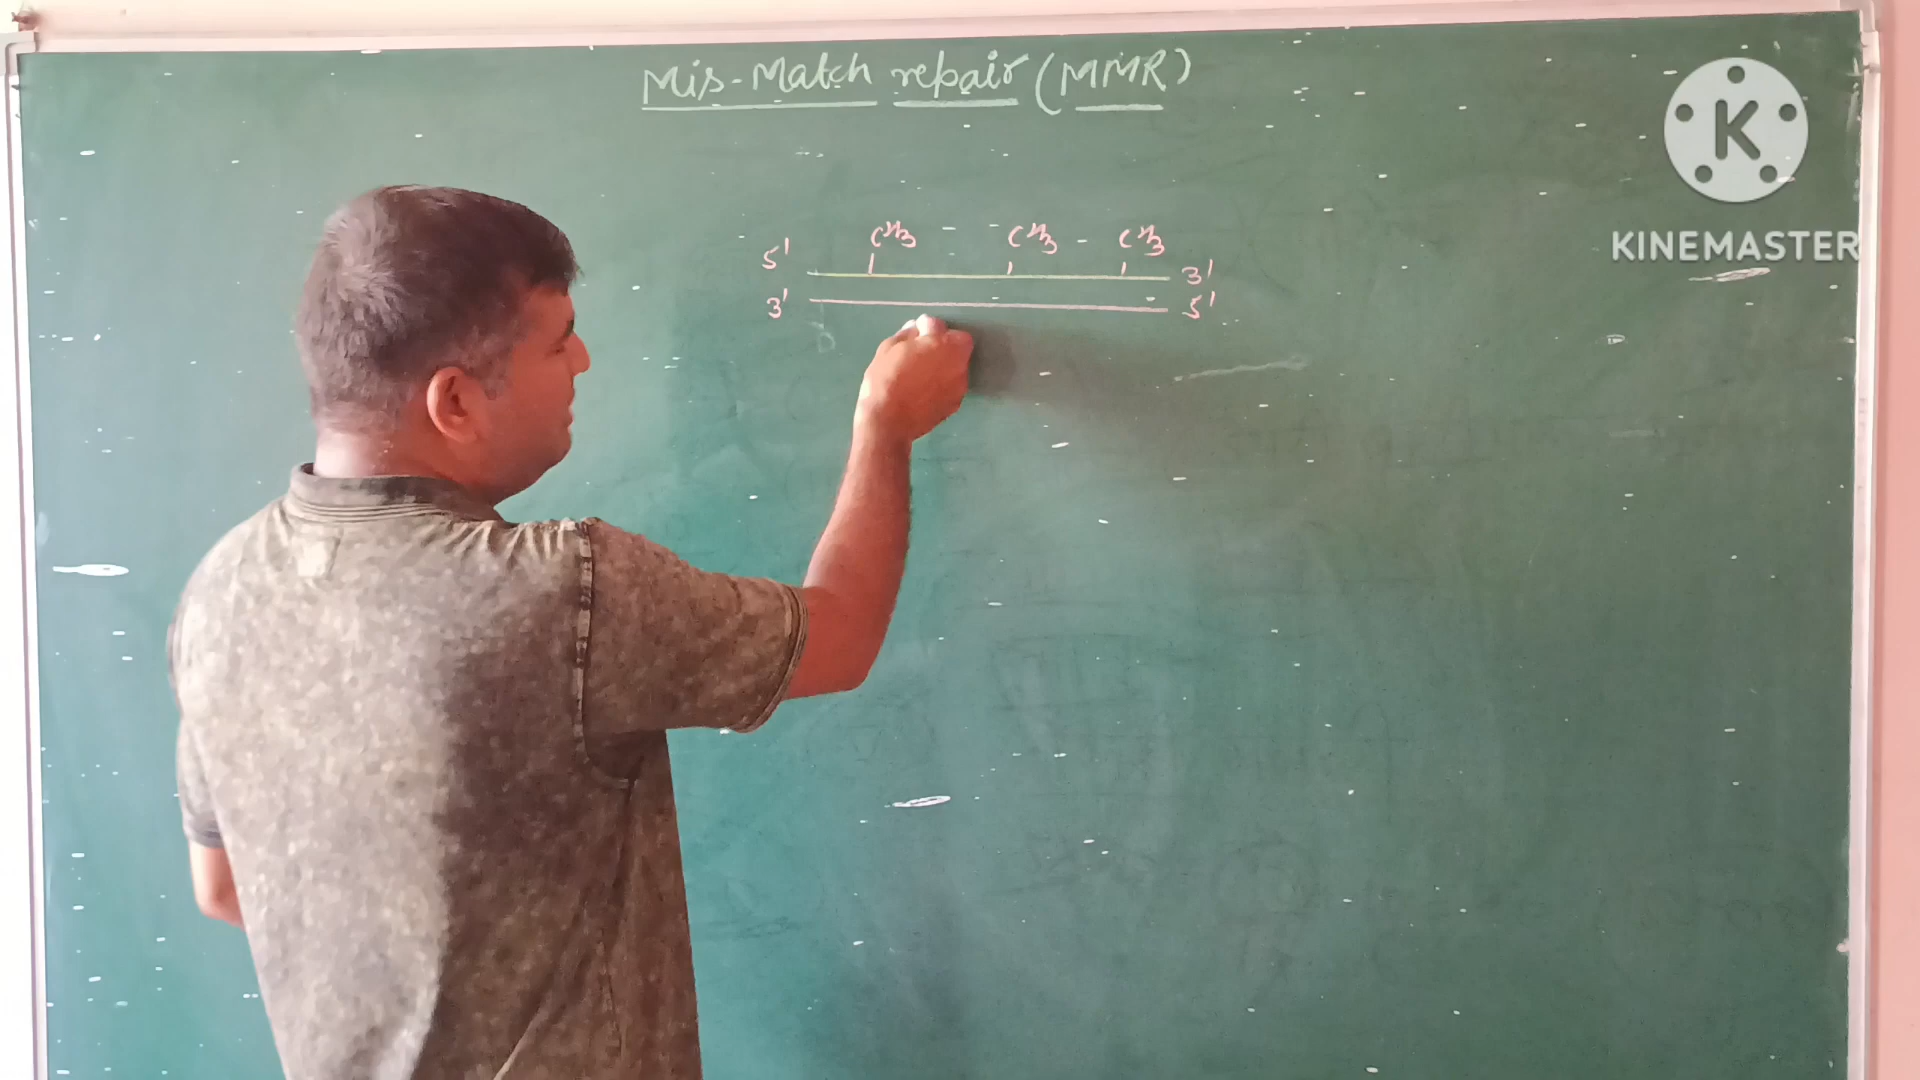 Mis-Match repair (MMR)
CH3 CH3 CH3
5' 3'
3' 5'
K
KINEMASTER